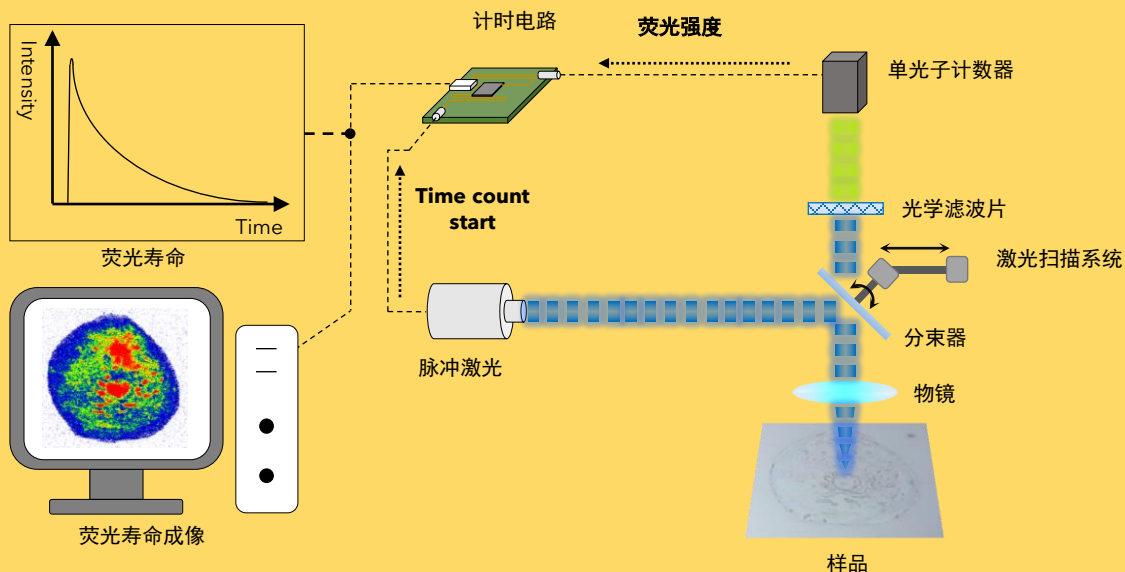 计时电路
荧光强度
单光子计数器
Intensity
Time
荧光寿命
Time count
start
光学滤波片
激光扫描系统
分束器
脉冲激光
物镜
荧光寿命成像
样品